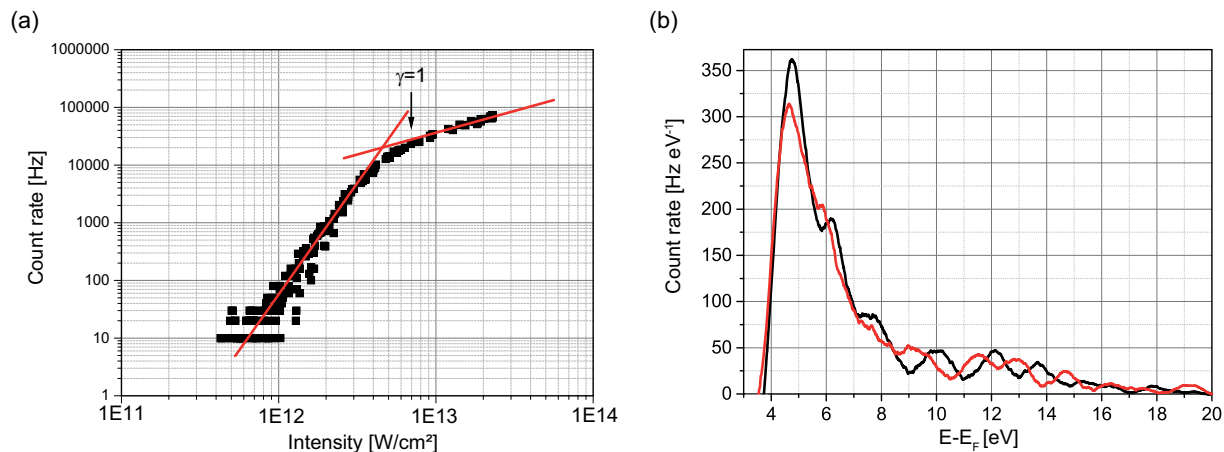 (a)
1000000
100000
10000
1000
100
10
1
1E11
1E12
1E13
1E14
Count rate [Hz]
Intensity [W/cm²]
γ=1
(b)
350
300
250
200
150
100
50
0
4
6
8
10
12
14
16
18
20
Count rate [Hz eV⁻¹]
E-E_F [eV]